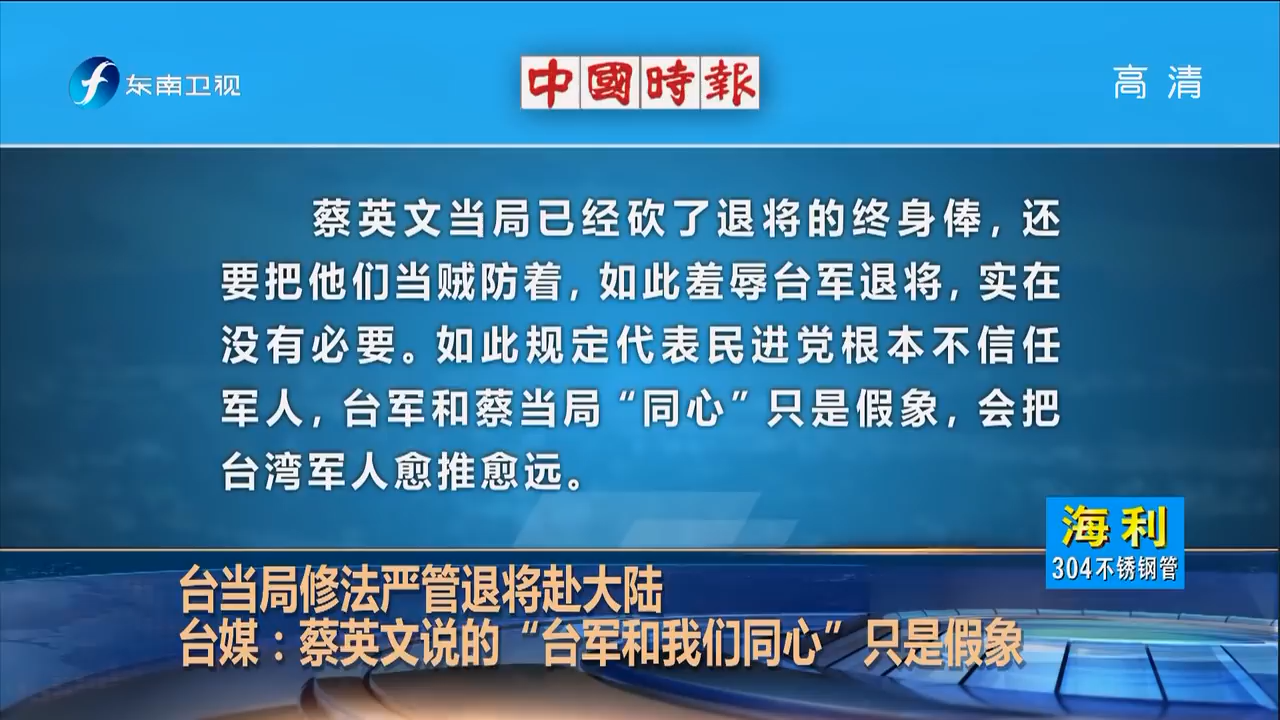 东南卫视
中國時報
高清
蔡英文当局已经砍了退将的终身俸，还
要把他们当贼防着，如此羞辱台军退将，实在
没有必要。如此规定代表民进党根本不信任
军人，台军和蔡当局“同心”只是假象，会把
台湾军人愈推愈远。
海利
304不锈钢管
台当局修法严管退将赴大陆
台媒：蔡英文说的“台军和我们同心”只是假象